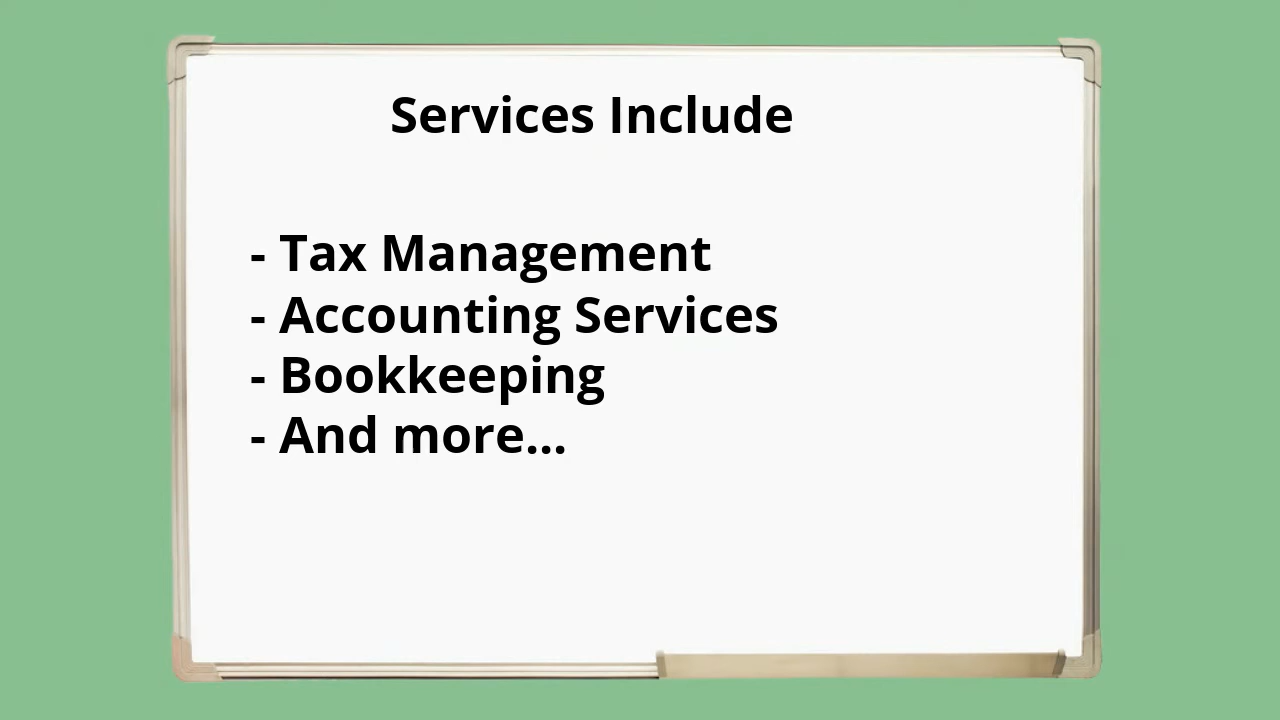 Services Include
- Tax Management
- Accounting Services
- Bookkeeping
- And more...